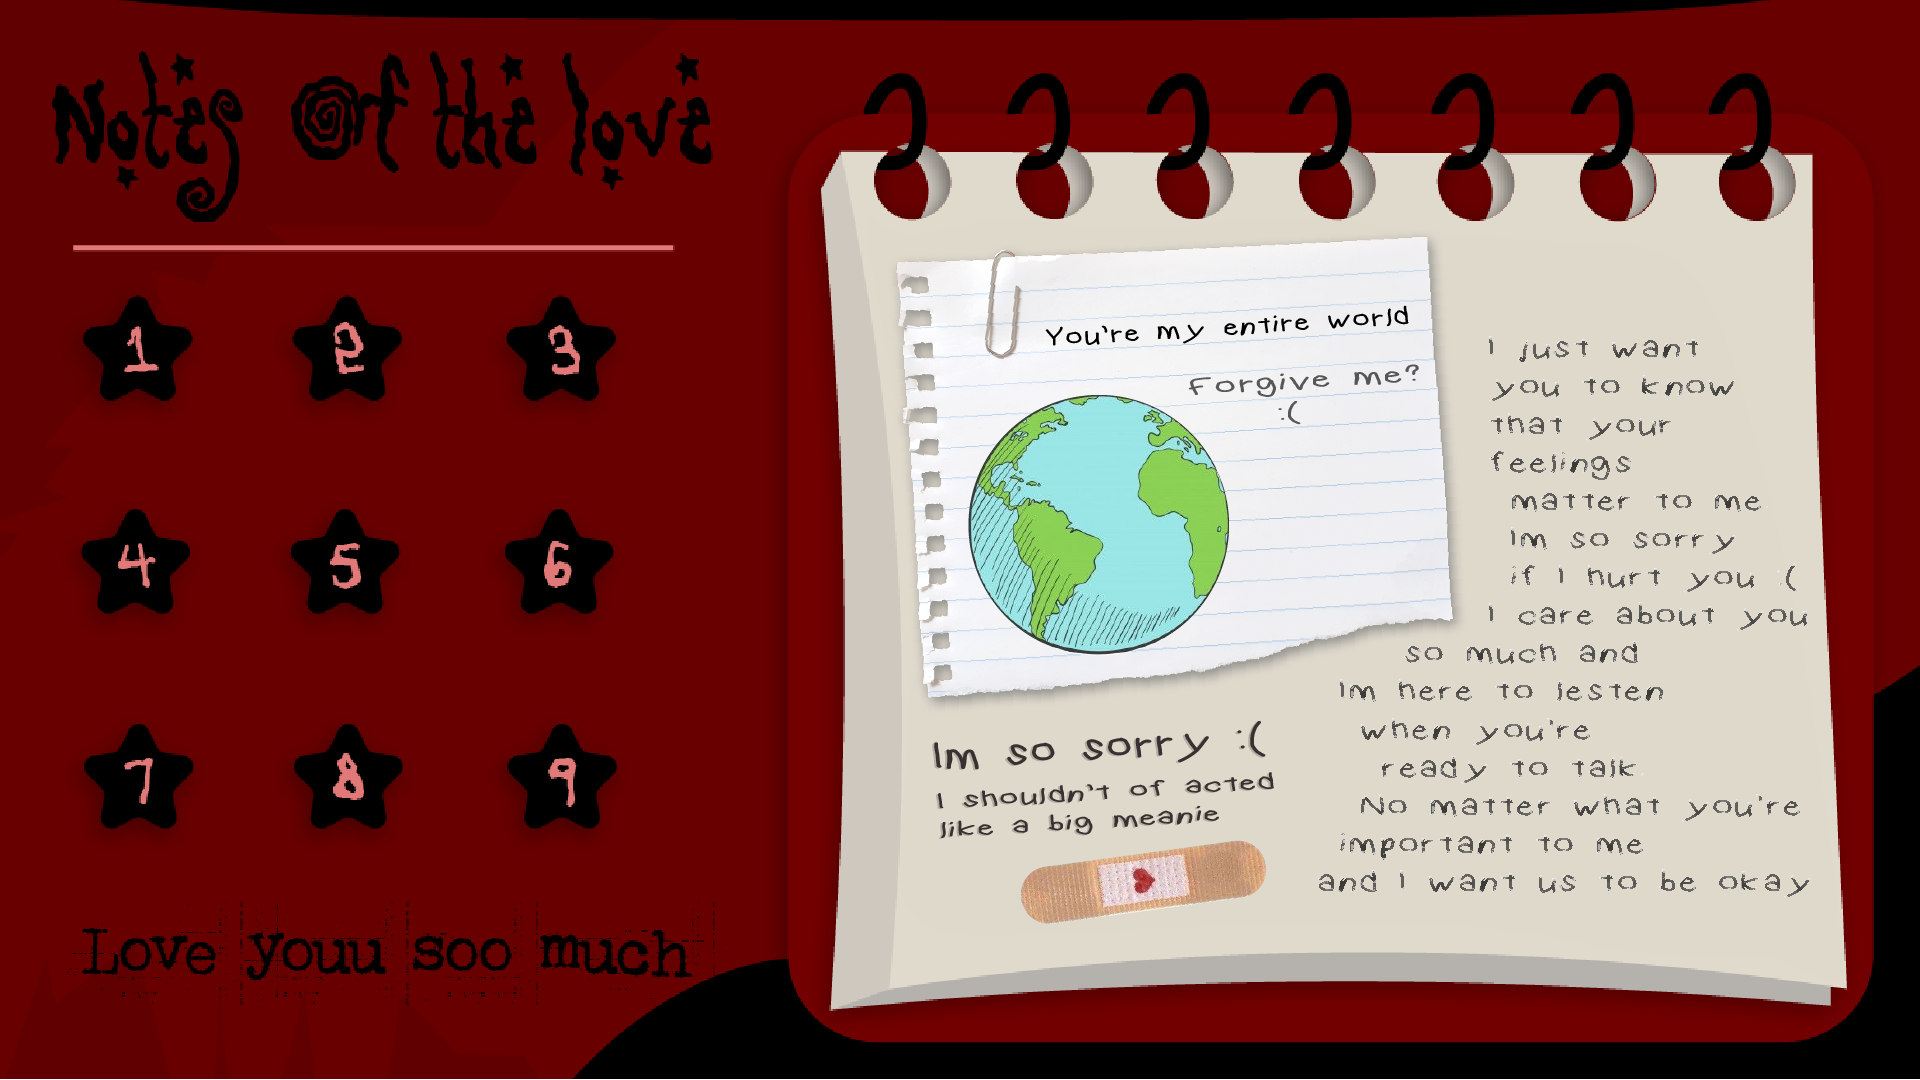 Notes Of the love
1
2
3
4
5
6
7
8
9
Love youu soo much
You're my entire world
Forgive me?
:(
Im so sorry :(
I shouldn't of acted
like a big meanie
I just want
you to know
that your
feelings
matter to me
Im so sorry
if I hurt you :(
I care about you
so much and
Im here to lesten
when you're
ready to talk.
No matter what you're
important to me
and I want us to be okay